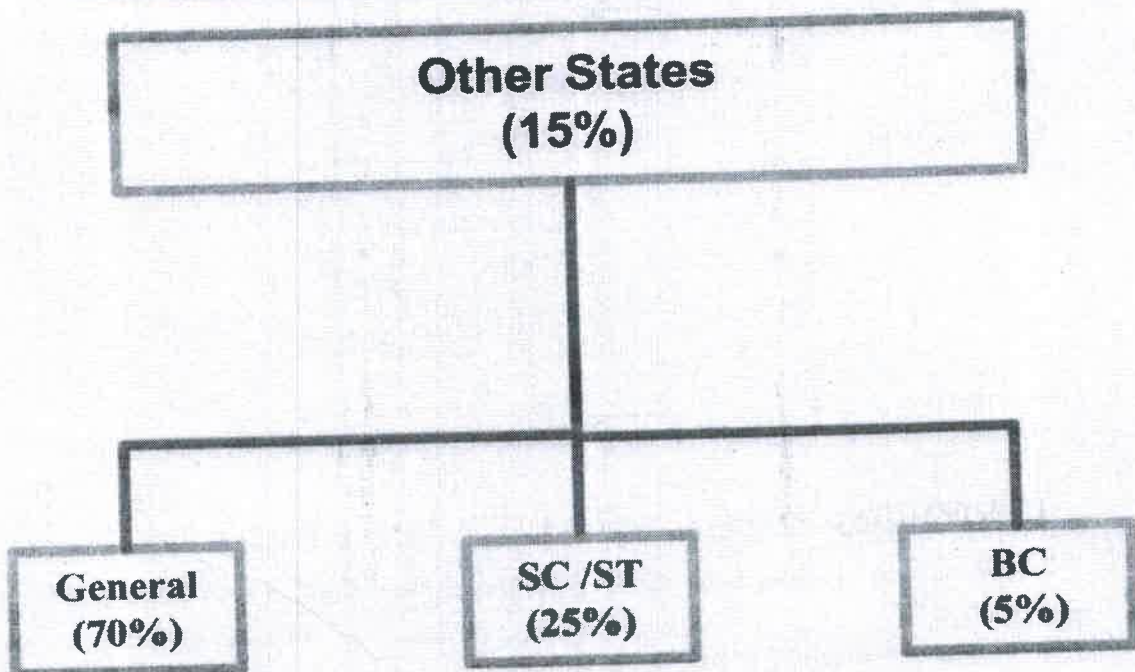 Other States
(15%)
General
(70%)
SC /ST
(25%)
BC
(5%)